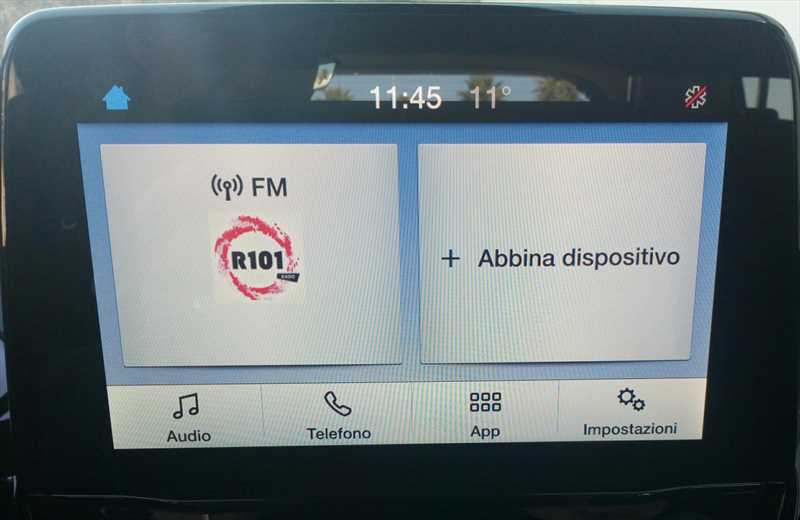 11:45 11°
FM
R101
RADIO
+ Abbina dispositivo
Audio
Telefono
App
Impostazioni